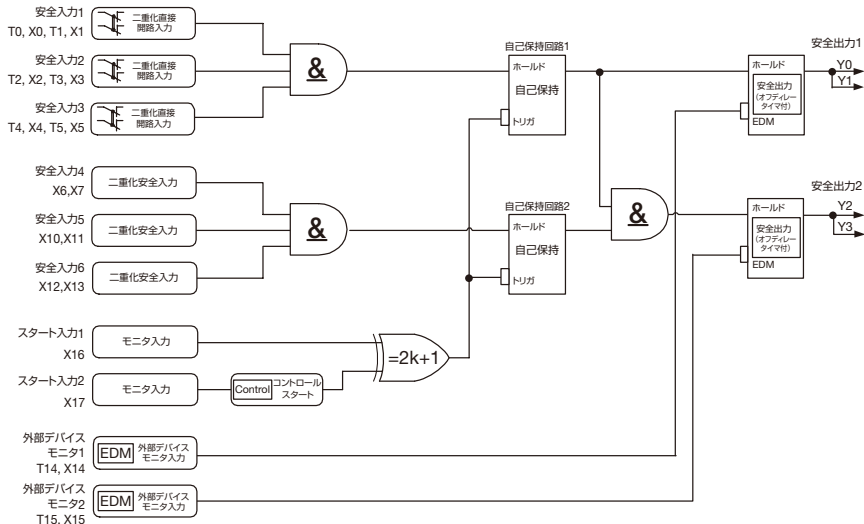 安全入力1
T0, X0, T1, X1
二重化直接
開路入力
安全入力2
T2, X2, T3, X3
二重化直接
開路入力
安全入力3
T4, X4, T5, X5
二重化直接
開路入力
&
自己保持回路1
ホールド
自己保持
トリガ
安全出力1
ホールド
安全出力
(オフディレー
タイマ付)
EDM
Y0
Y1
安全入力4
X6,X7
二重化安全入力
安全入力5
X10,X11
二重化安全入力
安全入力6
X12,X13
二重化安全入力
&
自己保持回路2
ホールド
自己保持
トリガ
&
安全出力2
ホールド
安全出力
(オフディレー
タイマ付)
EDM
Y2
Y3
スタート入力1
X16
モニタ入力
スタート入力2
X17
モニタ入力
Control
コントロール
スタート
=2k+1
外部デバイス
モニタ1
T14, X14
EDM
外部デバイス
モニタ入力
外部デバイス
モニタ2
T15, X15
EDM
外部デバイス
モニタ入力